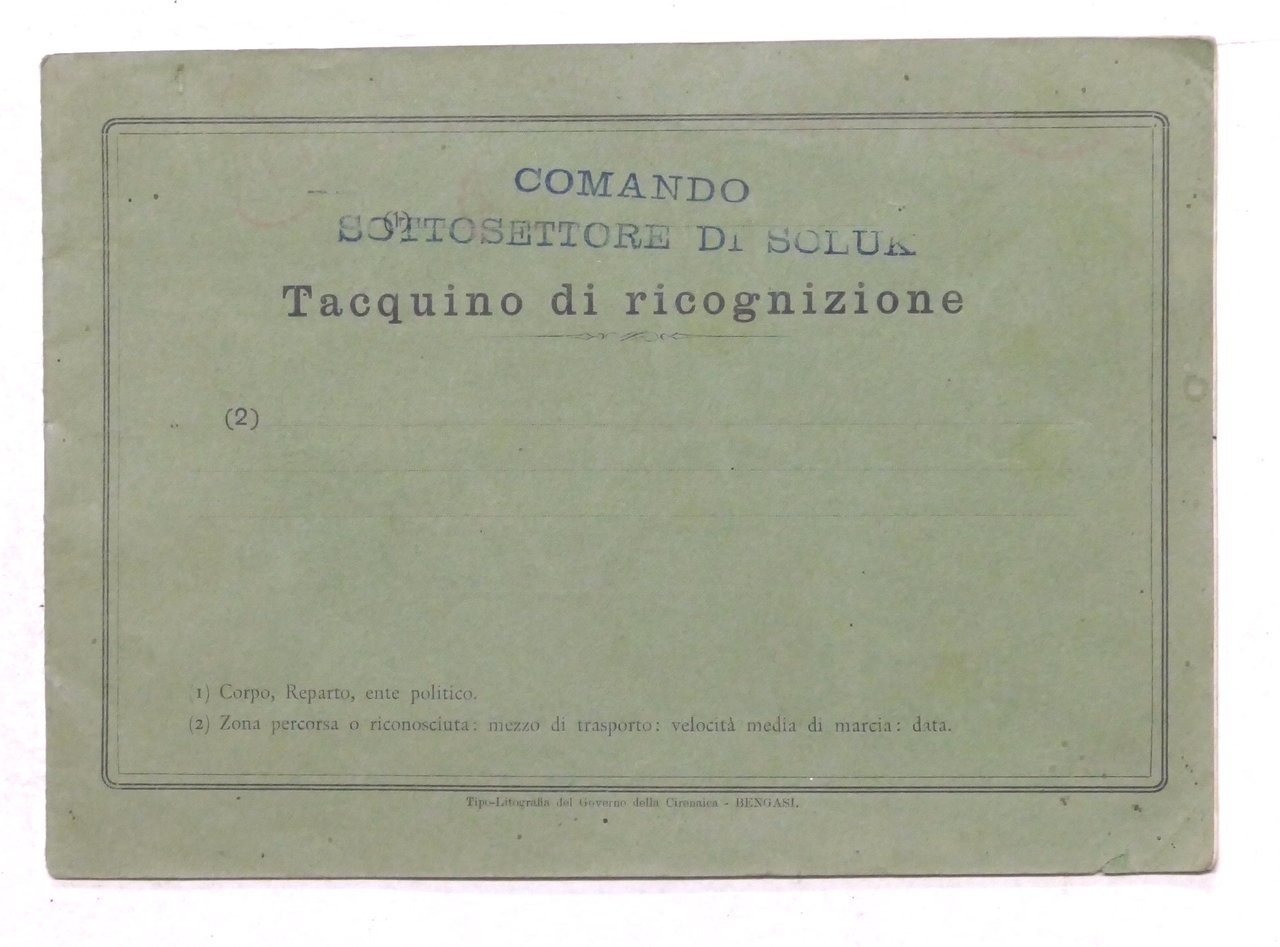 COMANDO
(1)
SOTTOSETTORE DI SOLUK
Tacquino di ricognizione
(2)
(1) Corpo, Reparto, ente politico.
(2) Zona percorsa o riconosciuta: mezzo di trasporto: velocità media di marcia: data.
Tipo-Litografia del Governo della Cirenaica - BENGASI.